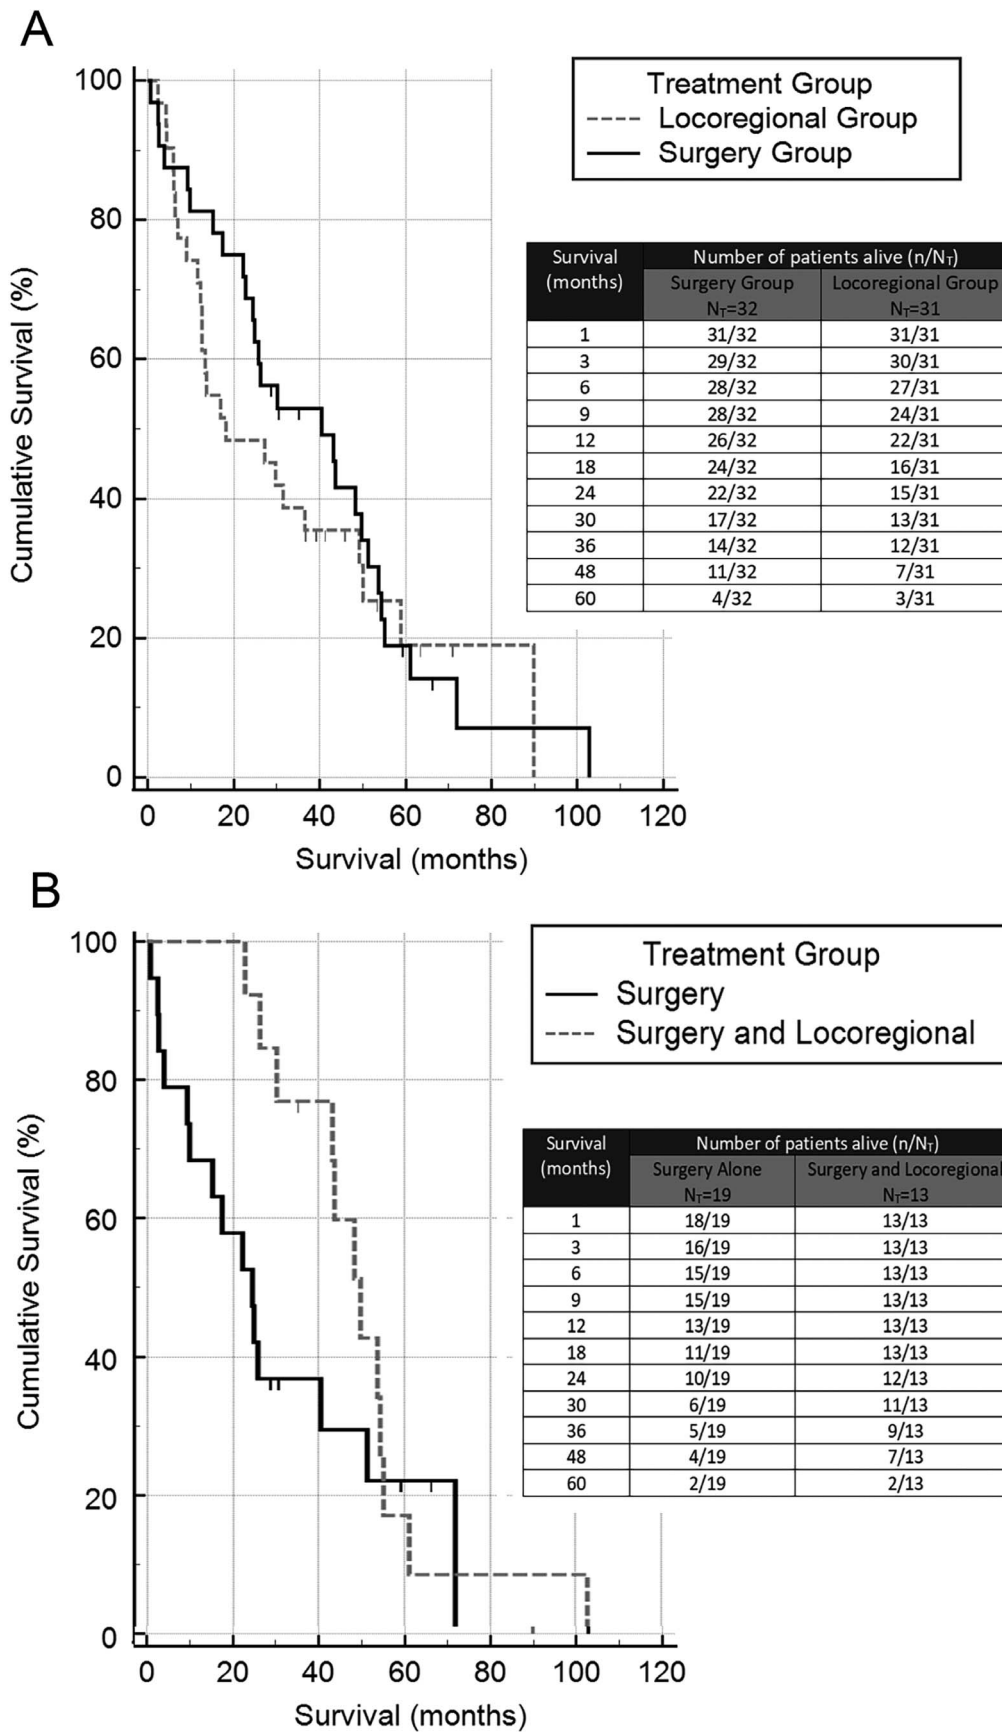 A
Cumulative Survival (%)
100
80
60
40
20
0
0 20 40 60 80 100 120
Survival (months)
Treatment Group
Locoregional Group
Surgery Group
Survival (months) Number of patients alive (n/NT)
Surgery Group NT=32 Locoregional Group NT=31
1 31/32 31/31
3 29/32 30/31
6 28/32 27/31
9 28/32 24/31
12 26/32 22/31
18 24/32 16/31
24 22/32 15/31
30 17/32 13/31
36 14/32 12/31
48 11/32 7/31
60 4/32 3/31
B
Cumulative Survival (%)
100
80
60
40
20
0
0 20 40 60 80 100 120
Survival (months)
Treatment Group
Surgery
Surgery and Locoregional
Survival (months) Number of patients alive (n/NT)
Surgery Alone NT=19 Surgery and Locoregional NT=13
1 18/19 13/13
3 16/19 13/13
6 15/19 13/13
9 15/19 13/13
12 13/19 13/13
18 11/19 13/13
24 10/19 12/13
30 6/19 11/13
36 5/19 9/13
48 4/19 7/13
60 2/19 2/13